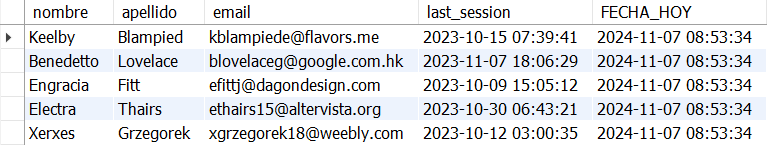 nombre apellido email last_session FECHA_HOY
Keelby Blampied kblampiede@flavors.me 2023-10-15 07:39:41 2024-11-07 08:53:34
Benedetto Lovelace blovelaceg@google.com.hk 2023-11-07 18:06:29 2024-11-07 08:53:34
Engracia Fitt efittj@dagondesign.com 2023-10-09 15:05:12 2024-11-07 08:53:34
Electra Thairs ethairs15@altervista.org 2023-10-30 06:43:21 2024-11-07 08:53:34
Xerxes Grzegorek xgrzegorek18@weebly.com 2023-10-12 03:00:35 2024-11-07 08:53:34